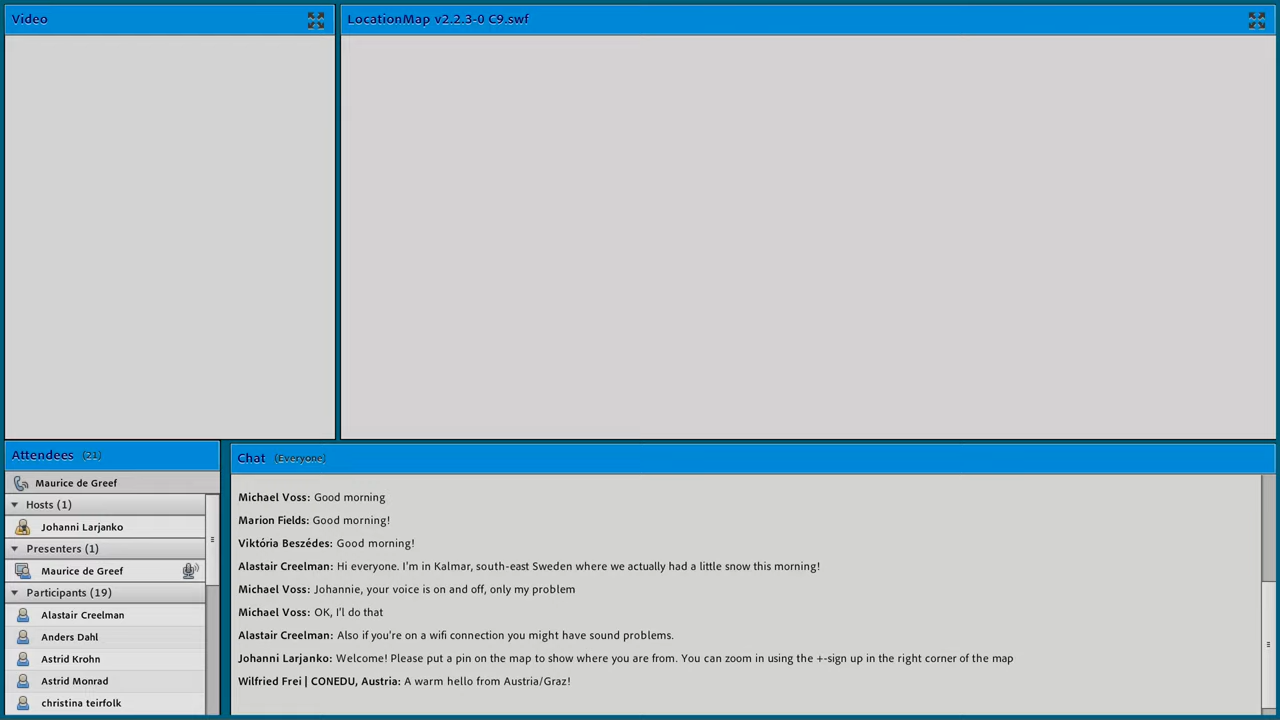 Video
LocationMap v2.2.3-0 C9.swf
Attendees (21)
Maurice de Greef
Hosts (1)
Johanni Larjanko
Presenters (1)
Maurice de Greef
Participants (19)
Alastair Creelman
Anders Dahl
Astrid Krohn
Astrid Monrad
christina teirfolk
Chat (Everyone)
Michael Voss: Good morning
Marion Fields: Good morning!
Viktória Beszédes: Good morning!
Alastair Creelman: Hi everyone. I'm in Kalmar, south-east Sweden where we actually had a little snow this morning!
Michael Voss: Johannie, your voice is on and off, only my problem
Michael Voss: OK, I'l do that
Alastair Creelman: Also if you're on a wifi connection you might have sound problems.
Johanni Larjanko: Welcome! Please put a pin on the map to show where you are from. You can zoom in using the +-sign up in the right corner of the map
Wilfried Frei | CONEDU, Austria: A warm hello from Austria/Graz!